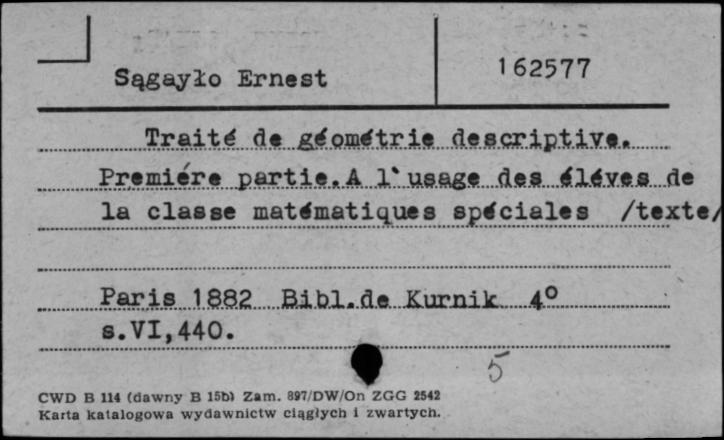 Sągayło Ernest
162577
Traité de géométrie descriptive.
Premiére partie.A l'usage des éléves de
la classe matématiques spéciales /texte/
Paris 1882 Bibl.de Kurnik 4°
s.VI,440.
5
CWD B 114 (dawny B 15b) Zam. 897/DW/On ZGG 2542
Karta katalogowa wydawnictw ciągłych i zwartych.